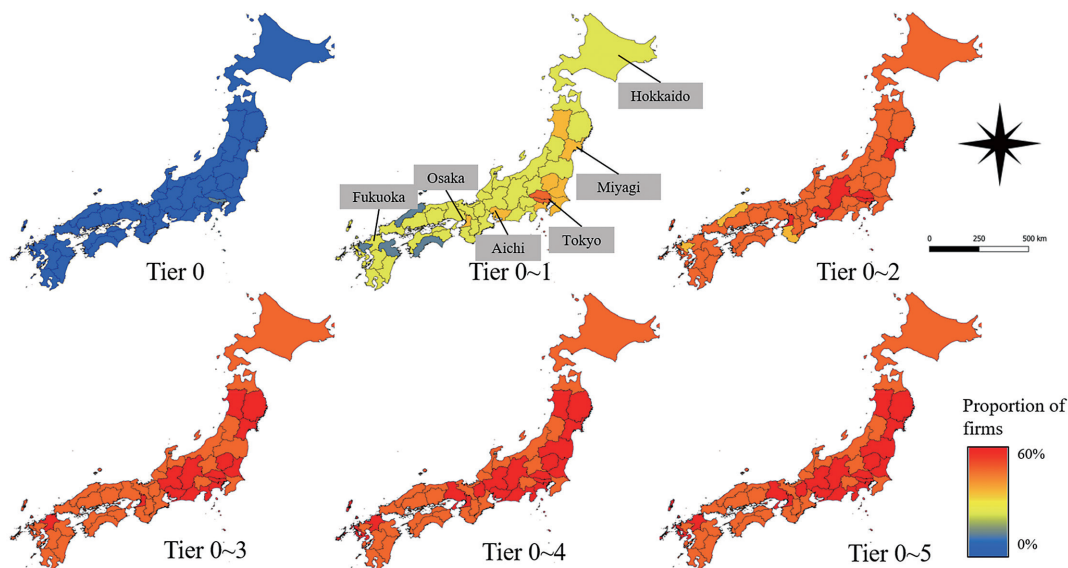 Hokkaido
Miyagi
Osaka
Fukuoka
Tokyo
Aichi
0
250
500 km
Tier 0
Tier 0~1
Tier 0~2
Proportion of
firms
60%
0%
Tier 0~3
Tier 0~4
Tier 0~5